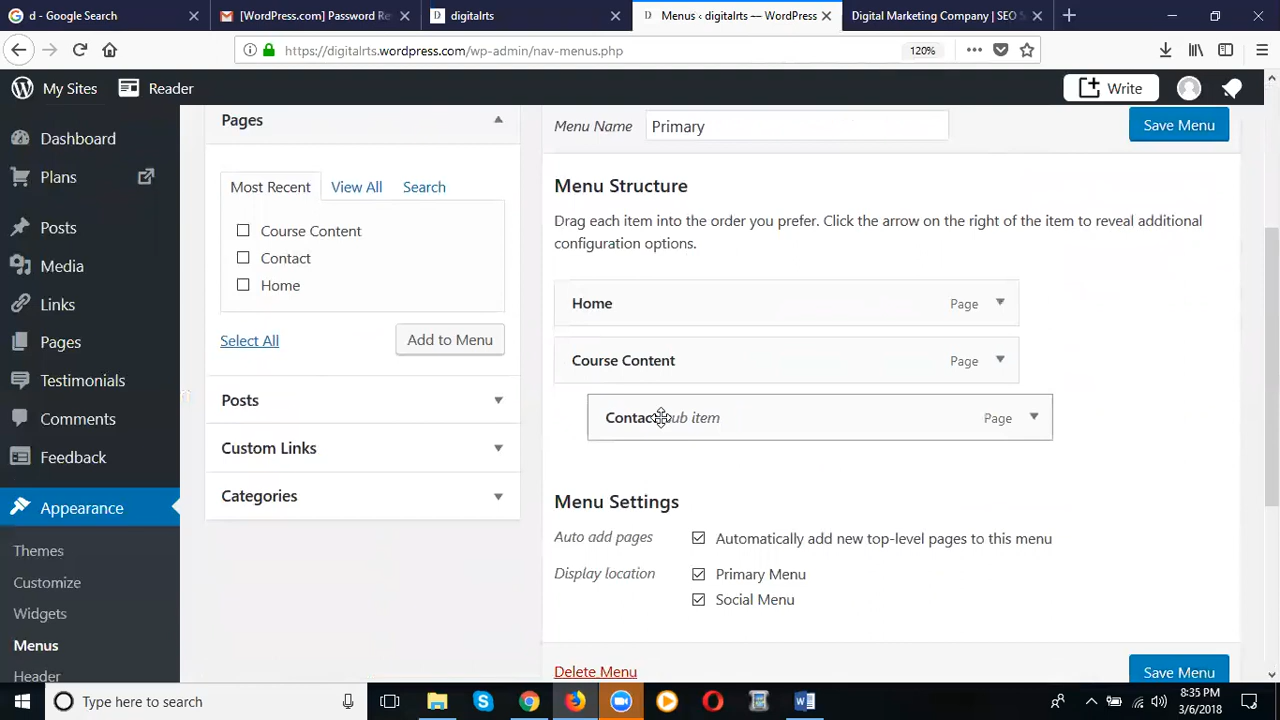 d - Google Search
[WordPress.com] Password Re
digitalrts
Menus ‹ digitalrts — WordPress
Digital Marketing Company | SEO &
https://digitalrts.wordpress.com/wp-admin/nav-menus.php
120%
My Sites
Reader
Write
Dashboard
Plans
Posts
Media
Links
Pages
Testimonials
Comments
Feedback
Appearance
Themes
Customize
Widgets
Menus
Header
Pages
Most Recent
View All
Search
Course Content
Contact
Home
Select All
Add to Menu
Posts
Custom Links
Categories
Menu Name
Primary
Save Menu
Menu Structure
Drag each item into the order you prefer. Click the arrow on the right of the item to reveal additional
configuration options.
Home Page
Course Content Page
Contact sub item Page
Menu Settings
Auto add pages
Automatically add new top-level pages to this menu
Display location
Primary Menu
Social Menu
Delete Menu
Save Menu
Type here to search
8:35 PM
3/6/2018